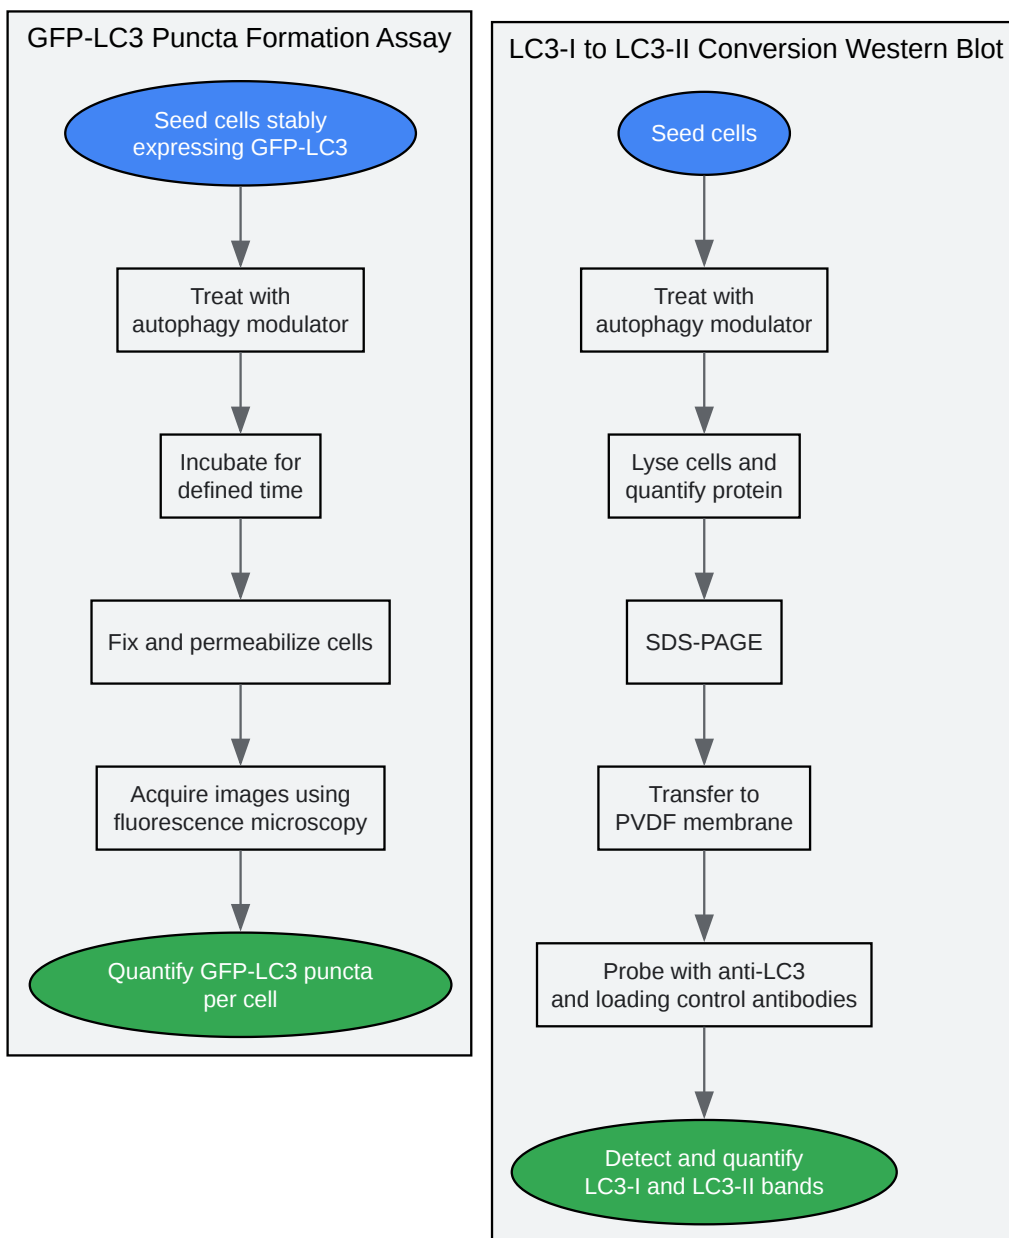 GFP-LC3 Puncta Formation Assay
Seed cells stably
expressing GFP-LC3
Treat with
autophagy modulator
Incubate for
defined time
Fix and permeabilize cells
Acquire images using
fluorescence microscopy
Quantify GFP-LC3 puncta
per cell
LC3-I to LC3-II Conversion Western Blot
Seed cells
Treat with
autophagy modulator
Lyse cells and
quantify protein
SDS-PAGE
Transfer to
PVDF membrane
Probe with anti-LC3
and loading control antibodies
Detect and quantify
LC3-I and LC3-II bands